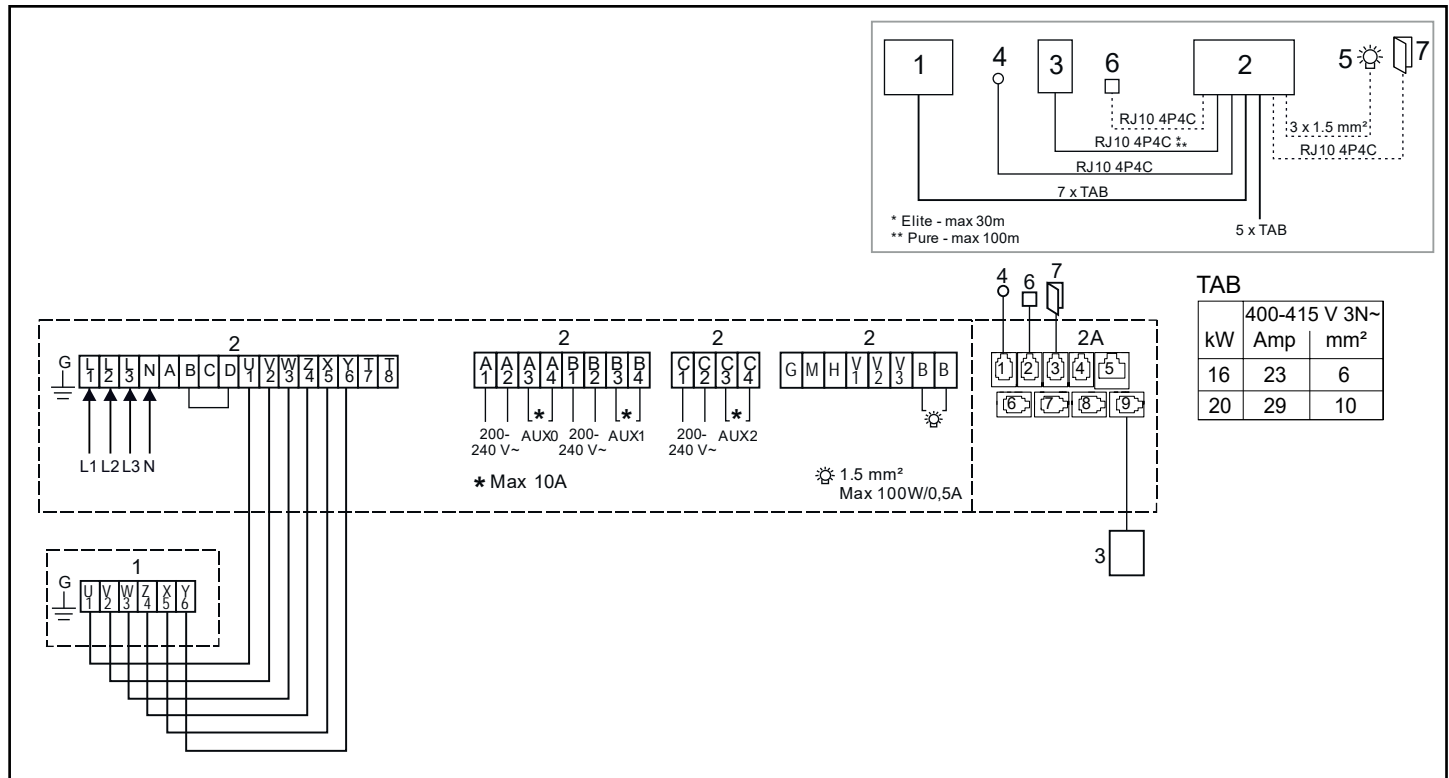 1 4 3 6 2 5 7
RJ10 4P4C
3 x 1.5 mm²
RJ10 4P4C *
**
RJ10 4P4C
RJ10 4P4C
7 x TAB
5 x TAB
* Elite - max 30m
** Pure - max 100m
4 6 7
TAB
400-415 V 3N~
kW Amp mm²
16 23 6
20 29 10
2 2 2 2 2A
G L1 L2 L3 N A B C D U1 V2 W3 Z4 X5 Y6 T7 T8
A1 A2 A3 A4 B1 B2 B3 B4
C1 C2 C3 C4
G M H V1 V2 V3 B B
1 2 3 4 5
6 7 8 9
L1 L2 L3 N
200-240 V~ * AUX0 200-240 V~ * AUX1
200-240 V~ * AUX2
* Max 10A
1.5 mm²
Max 100W/0,5A
3
1
G U1 V2 W3 Z4 X5 Y6